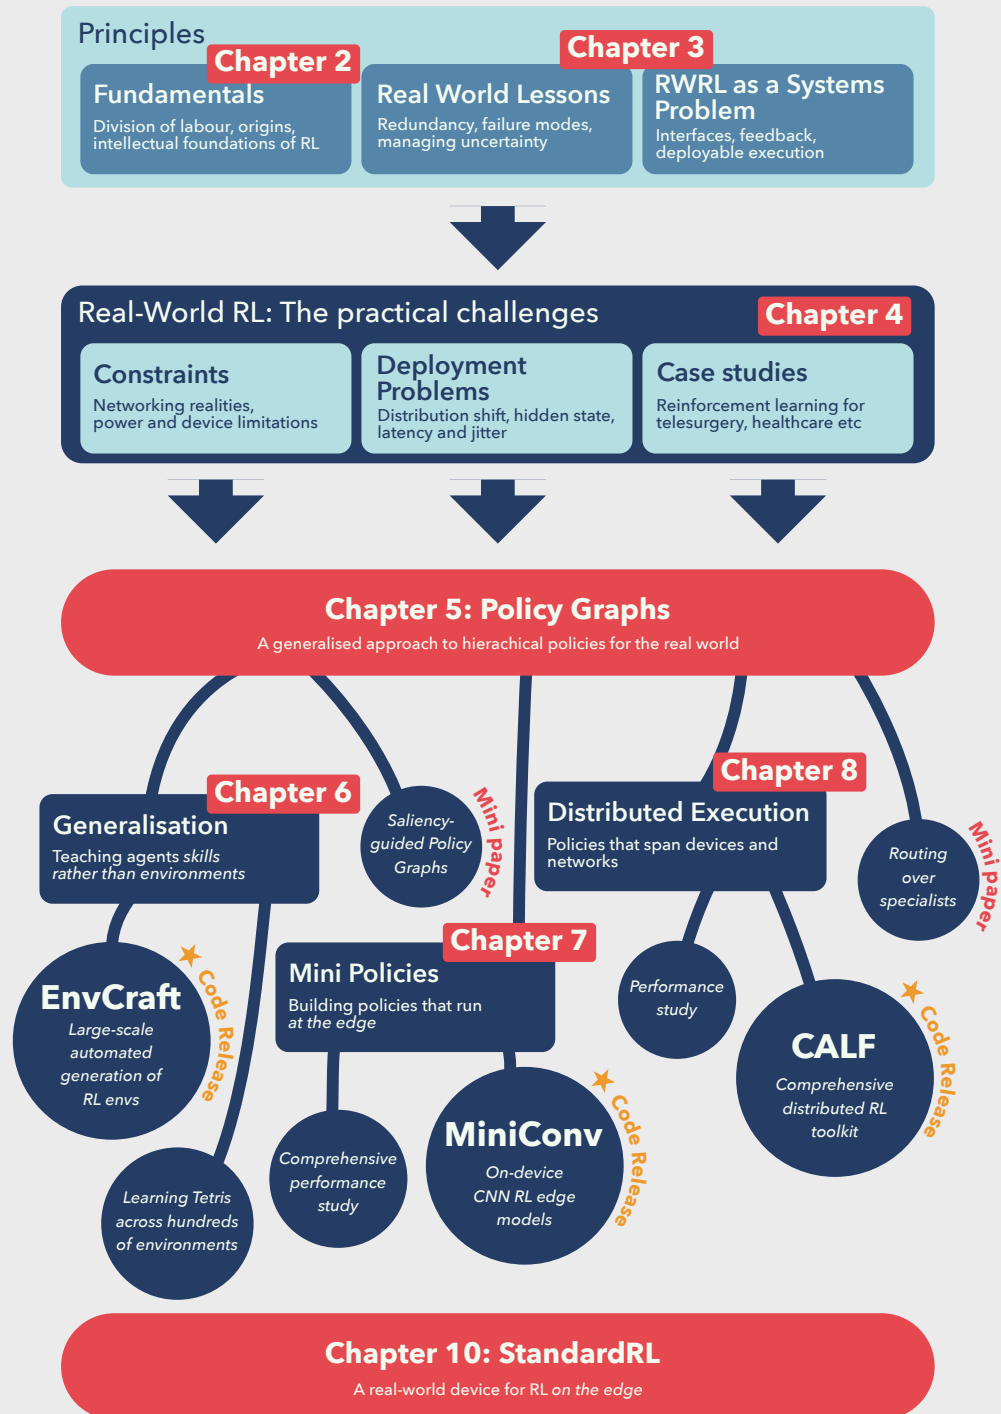 Principles
Chapter 2
Fundamentals
Division of labour, origins,
intellectual foundations of RL
Chapter 3
Real World Lessons
Redundancy, failure modes,
managing uncertainty
RWRL as a Systems
Problem
Interfaces, feedback,
deployable execution
Real-World RL: The practical challenges
Chapter 4
Constraints
Networking realities,
power and device limitations
Deployment
Problems
Distribution shift, hidden state,
latency and jitter
Case studies
Reinforcement learning for
telesurgery, healthcare etc
Chapter 5: Policy Graphs
A generalised approach to hierachical policies for the real world
Chapter 6
Generalisation
Teaching agents skills
rather than environments
Saliency-
guided Policy
Graphs
Mini paper
Chapter 8
Distributed Execution
Policies that span devices and
networks
Routing
over
specialists
Mini paper
Chapter 7
Mini Policies
Building policies that run
at the edge
EnvCraft
Large-scale
automated
generation of
RL envs
Code Release
Performance
study
CALF
Comprehensive
distributed RL
toolkit
Code Release
Learning Tetris
across hundreds
of environments
Comprehensive
performance
study
MiniConv
On-device
CNN RL edge
models
Code Release
Chapter 10: StandardRL
A real-world device for RL on the edge